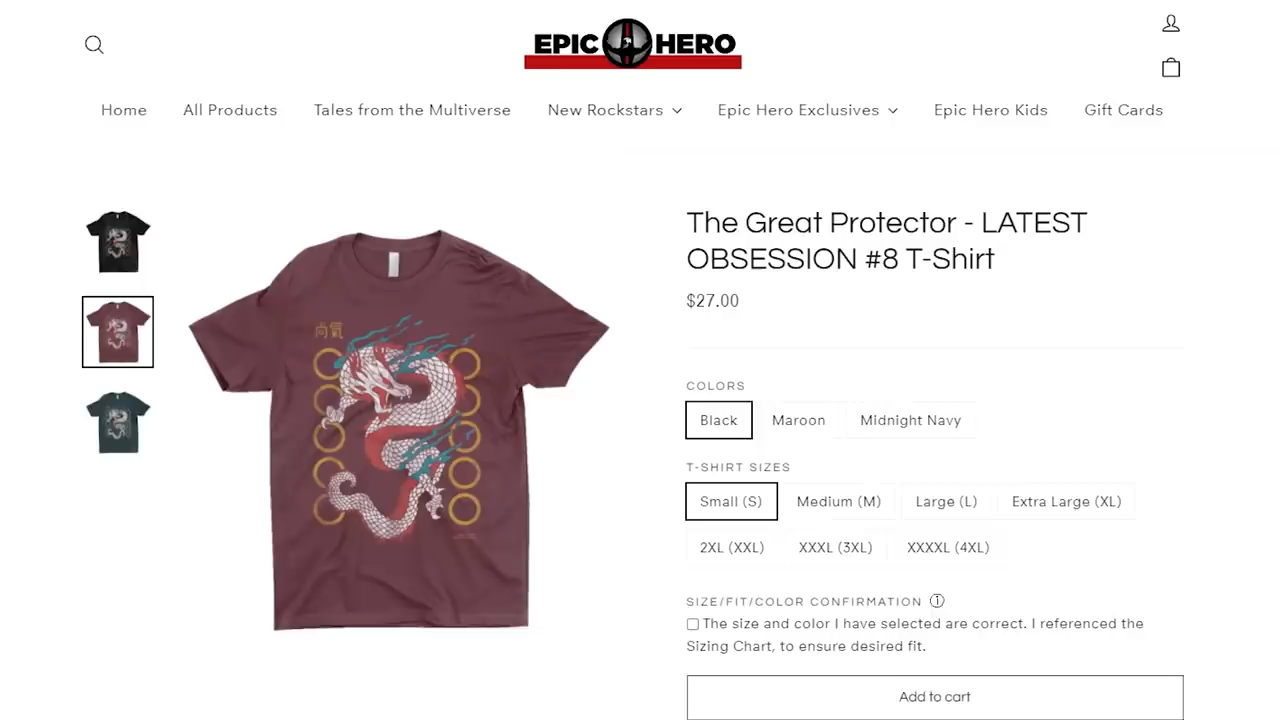 EPIC HERO
Home All Products Tales from the Multiverse New Rockstars Epic Hero Exclusives Epic Hero Kids Gift Cards
The Great Protector - LATEST
OBSESSION #8 T-Shirt
$27.00
COLORS
Black Maroon Midnight Navy
T-SHIRT SIZES
Small (S) Medium (M) Large (L) Extra Large (XL)
2XL (XXL) XXXL (3XL) XXXXL (4XL)
SIZE/FIT/COLOR CONFIRMATION
The size and color I have selected are correct. I referenced the
Sizing Chart, to ensure desired fit.
Add to cart